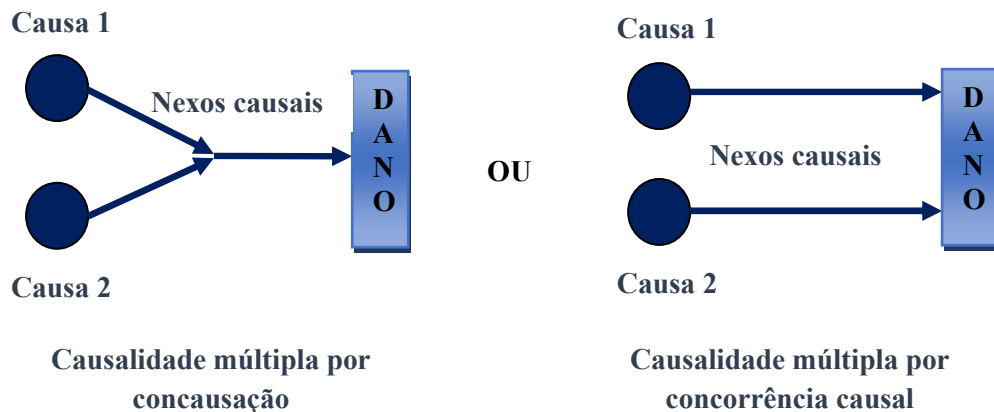 Causa 1
Nexos causais
D
A
N
O
Causa 2
Causalidade múltipla por
concausação
OU
Causa 1
Nexos causais
D
A
N
O
Causa 2
Causalidade múltipla por
concorrência causal